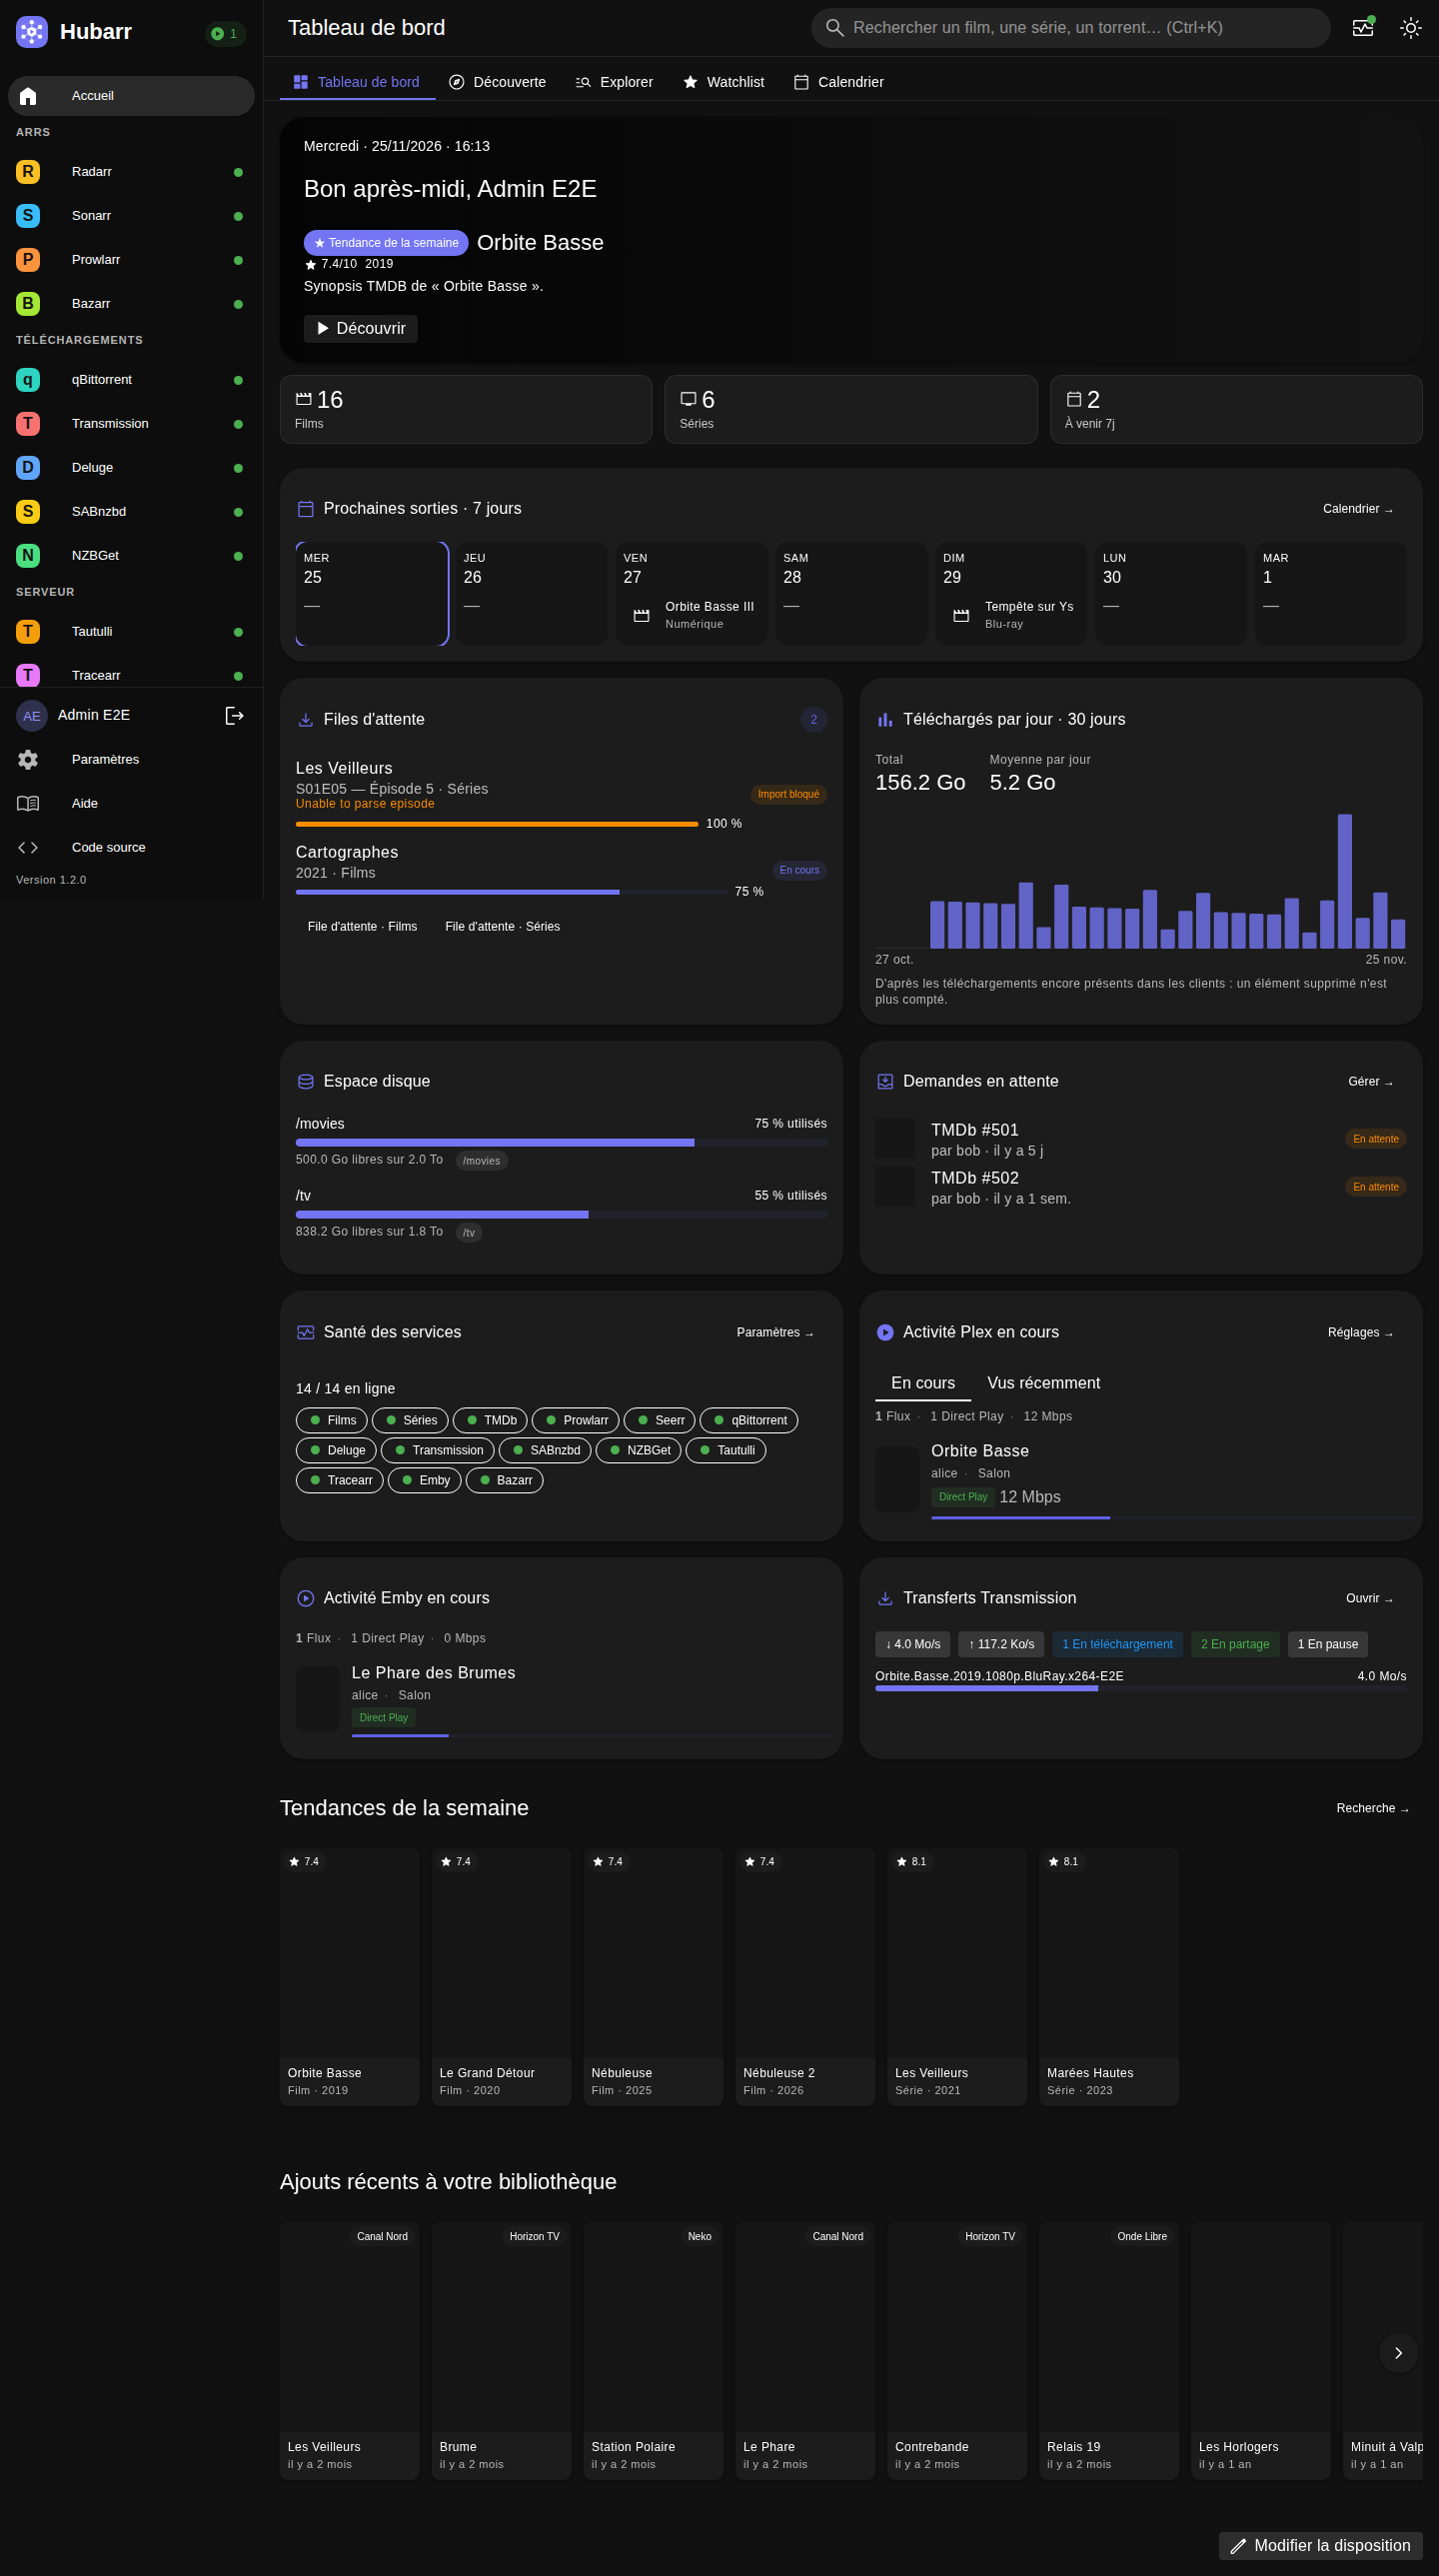 Hubarr
1
Accueil
ARRS
R Radarr
S Sonarr
P Prowlarr
B Bazarr
TÉLÉCHARGEMENTS
q qBittorrent
T Transmission
D Deluge
S SABnzbd
N NZBGet
SERVEUR
T Tautulli
T Tracearr
AE Admin E2E
Paramètres
Aide
Code source
Version 1.2.0
Tableau de bord
Rechercher un film, une série, un torrent… (Ctrl+K)
Tableau de bord Découverte Explorer Watchlist Calendrier
Mercredi · 25/11/2026 · 16:13
Bon après-midi, Admin E2E
Tendance de la semaine Orbite Basse
7.4/10 2019
Synopsis TMDB de « Orbite Basse ».
Découvrir
16
Films
6
Séries
2
À venir 7j
Prochaines sorties · 7 jours
Calendrier →
MER
25
—
JEU
26
—
VEN
27
Orbite Basse III
Numérique
SAM
28
—
DIM
29
Tempête sur Ys
Blu-ray
LUN
30
—
MAR
1
—
Files d'attente
2
Les Veilleurs
S01E05 — Épisode 5 · Séries
Unable to parse episode
Import bloqué
100 %
Cartographes
2021 · Films
En cours
75 %
File d'attente · Films File d'attente · Séries
Téléchargés par jour · 30 jours
Total
156.2 Go
Moyenne par jour
5.2 Go
27 oct. 25 nov.
D'après les téléchargements encore présents dans les clients : un élément supprimé n'est
plus compté.
Espace disque
/movies 75 % utilisés
500.0 Go libres sur 2.0 To /movies
/tv 55 % utilisés
838.2 Go libres sur 1.8 To /tv
Demandes en attente
Gérer →
TMDb #501
par bob · il y a 5 j
En attente
TMDb #502
par bob · il y a 1 sem.
En attente
Santé des services
Paramètres →
14 / 14 en ligne
Films Séries TMDb Prowlarr Seerr qBittorrent
Deluge Transmission SABnzbd NZBGet Tautulli
Tracearr Emby Bazarr
Activité Plex en cours
Réglages →
En cours Vus récemment
1 Flux · 1 Direct Play · 12 Mbps
Orbite Basse
alice · Salon
Direct Play 12 Mbps
Activité Emby en cours
1 Flux · 1 Direct Play · 0 Mbps
Le Phare des Brumes
alice · Salon
Direct Play
Transferts Transmission
Ouvrir →
↓ 4.0 Mo/s ↑ 117.2 Ko/s 1 En téléchargement 2 En partage 1 En pause
Orbite.Basse.2019.1080p.BluRay.x264-E2E 4.0 Mo/s
Tendances de la semaine
Recherche →
7.4
Orbite Basse
Film · 2019
7.4
Le Grand Détour
Film · 2020
7.4
Nébuleuse
Film · 2025
7.4
Nébuleuse 2
Film · 2026
8.1
Les Veilleurs
Série · 2021
8.1
Marées Hautes
Série · 2023
Ajouts récents à votre bibliothèque
Canal Nord
Les Veilleurs
il y a 2 mois
Horizon TV
Brume
il y a 2 mois
Neko
Station Polaire
il y a 2 mois
Canal Nord
Le Phare
il y a 2 mois
Horizon TV
Contrebande
il y a 2 mois
Onde Libre
Relais 19
il y a 2 mois
Les Horlogers
il y a 1 an
Minuit à Valp
il y a 1 an
Modifier la disposition